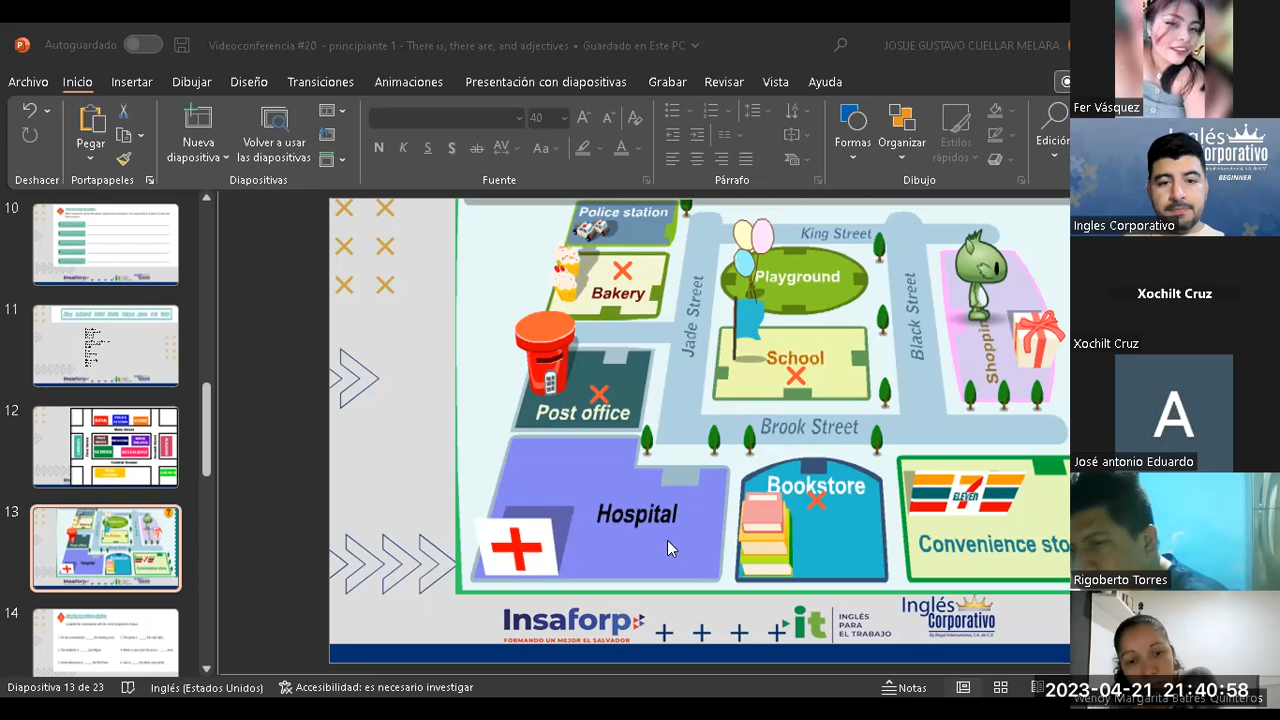 Autoguardado
Videoconferencia #20 - principiante 1 - There is, there are, and adjectives • Guardado en Este PC
JOSUE GUSTAVO CUELLAR MELARA
Archivo Inicio Insertar Dibujar Diseño Transiciones Animaciones Presentación con diapositivas Grabar Revisar Vista Ayuda
40
Pegar
Nueva diapositiva
Volver a usar las diapositivas
Formas
Organizar
Estilos rápidos
Edición
Deshacer
Portapapeles
Diapositivas
Fuente
Párrafo
Dibujo
10
11
12
13
14
Police station
King Street
Bakery
Playground
Jade Street
Black Street
Shopping
School
Post office
Brook Street
Hospital
Bookstore
ELEVEN
Convenience sto
Insaforp
FORMANDO UN MEJOR EL SALVADOR
INGLÉS
PARA
EL TRABAJO
Inglés
Corporativo
Diapositiva 13 de 23
Inglés (Estados Unidos)
Accesibilidad: es necesario investigar
Notas
Fer Vásquez
Inglés
Corporativo
BEGINNER
Ingles Corporativo
Xochilt Cruz
Xochilt Cruz
A
José antonio Eduardo
Rigoberto Torres
Wendy Margarita Batres Quinteros
2023-04-21 21:40:58